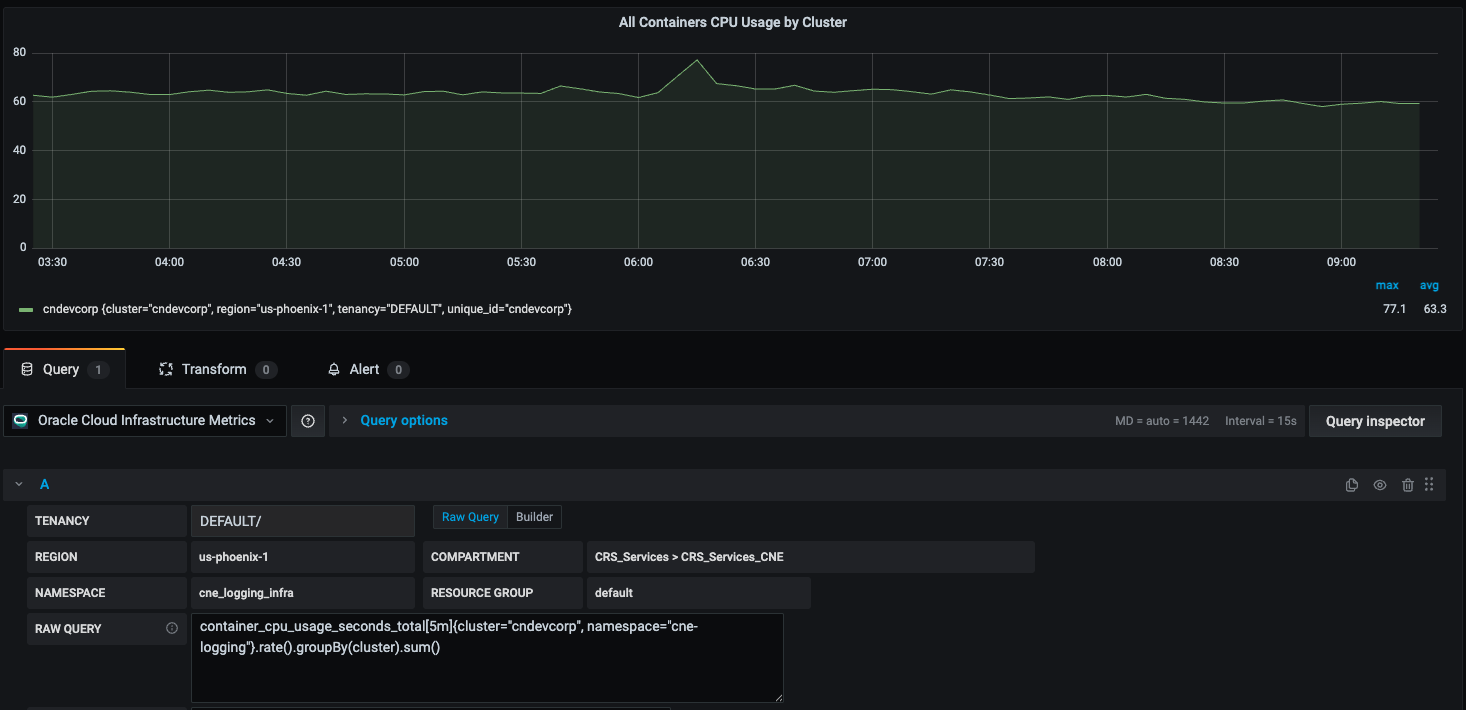 All Containers CPU Usage by Cluster
80
60
40
20
0
03:30 04:00 04:30 05:00 05:30 06:00 06:30 07:00 07:30 08:00 08:30 09:00
max avg
cndevcorp {cluster="cndevcorp", region="us-phoenix-1", tenancy="DEFAULT", unique_id="cndevcorp"} 77.1 63.3
Query 1 Transform 0 Alert 0
Oracle Cloud Infrastructure Metrics Query options MD = auto = 1442 Interval = 15s Query inspector
A
TENANCY DEFAULT/ Raw Query Builder
REGION us-phoenix-1 COMPARTMENT CRS_Services > CRS_Services_CNE
NAMESPACE cne_logging_infra RESOURCE GROUP default
RAW QUERY container_cpu_usage_seconds_total[5m]{cluster="cndevcorp", namespace="cne-
logging"}.rate().groupBy(cluster).sum()